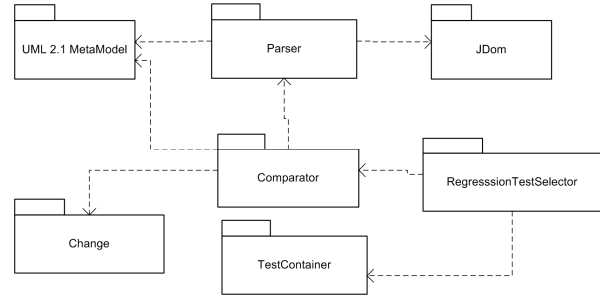 UML 2.1 MetaModel
Parser
JDom
Comparator
RegresssionTestSelector
Change
TestContainer